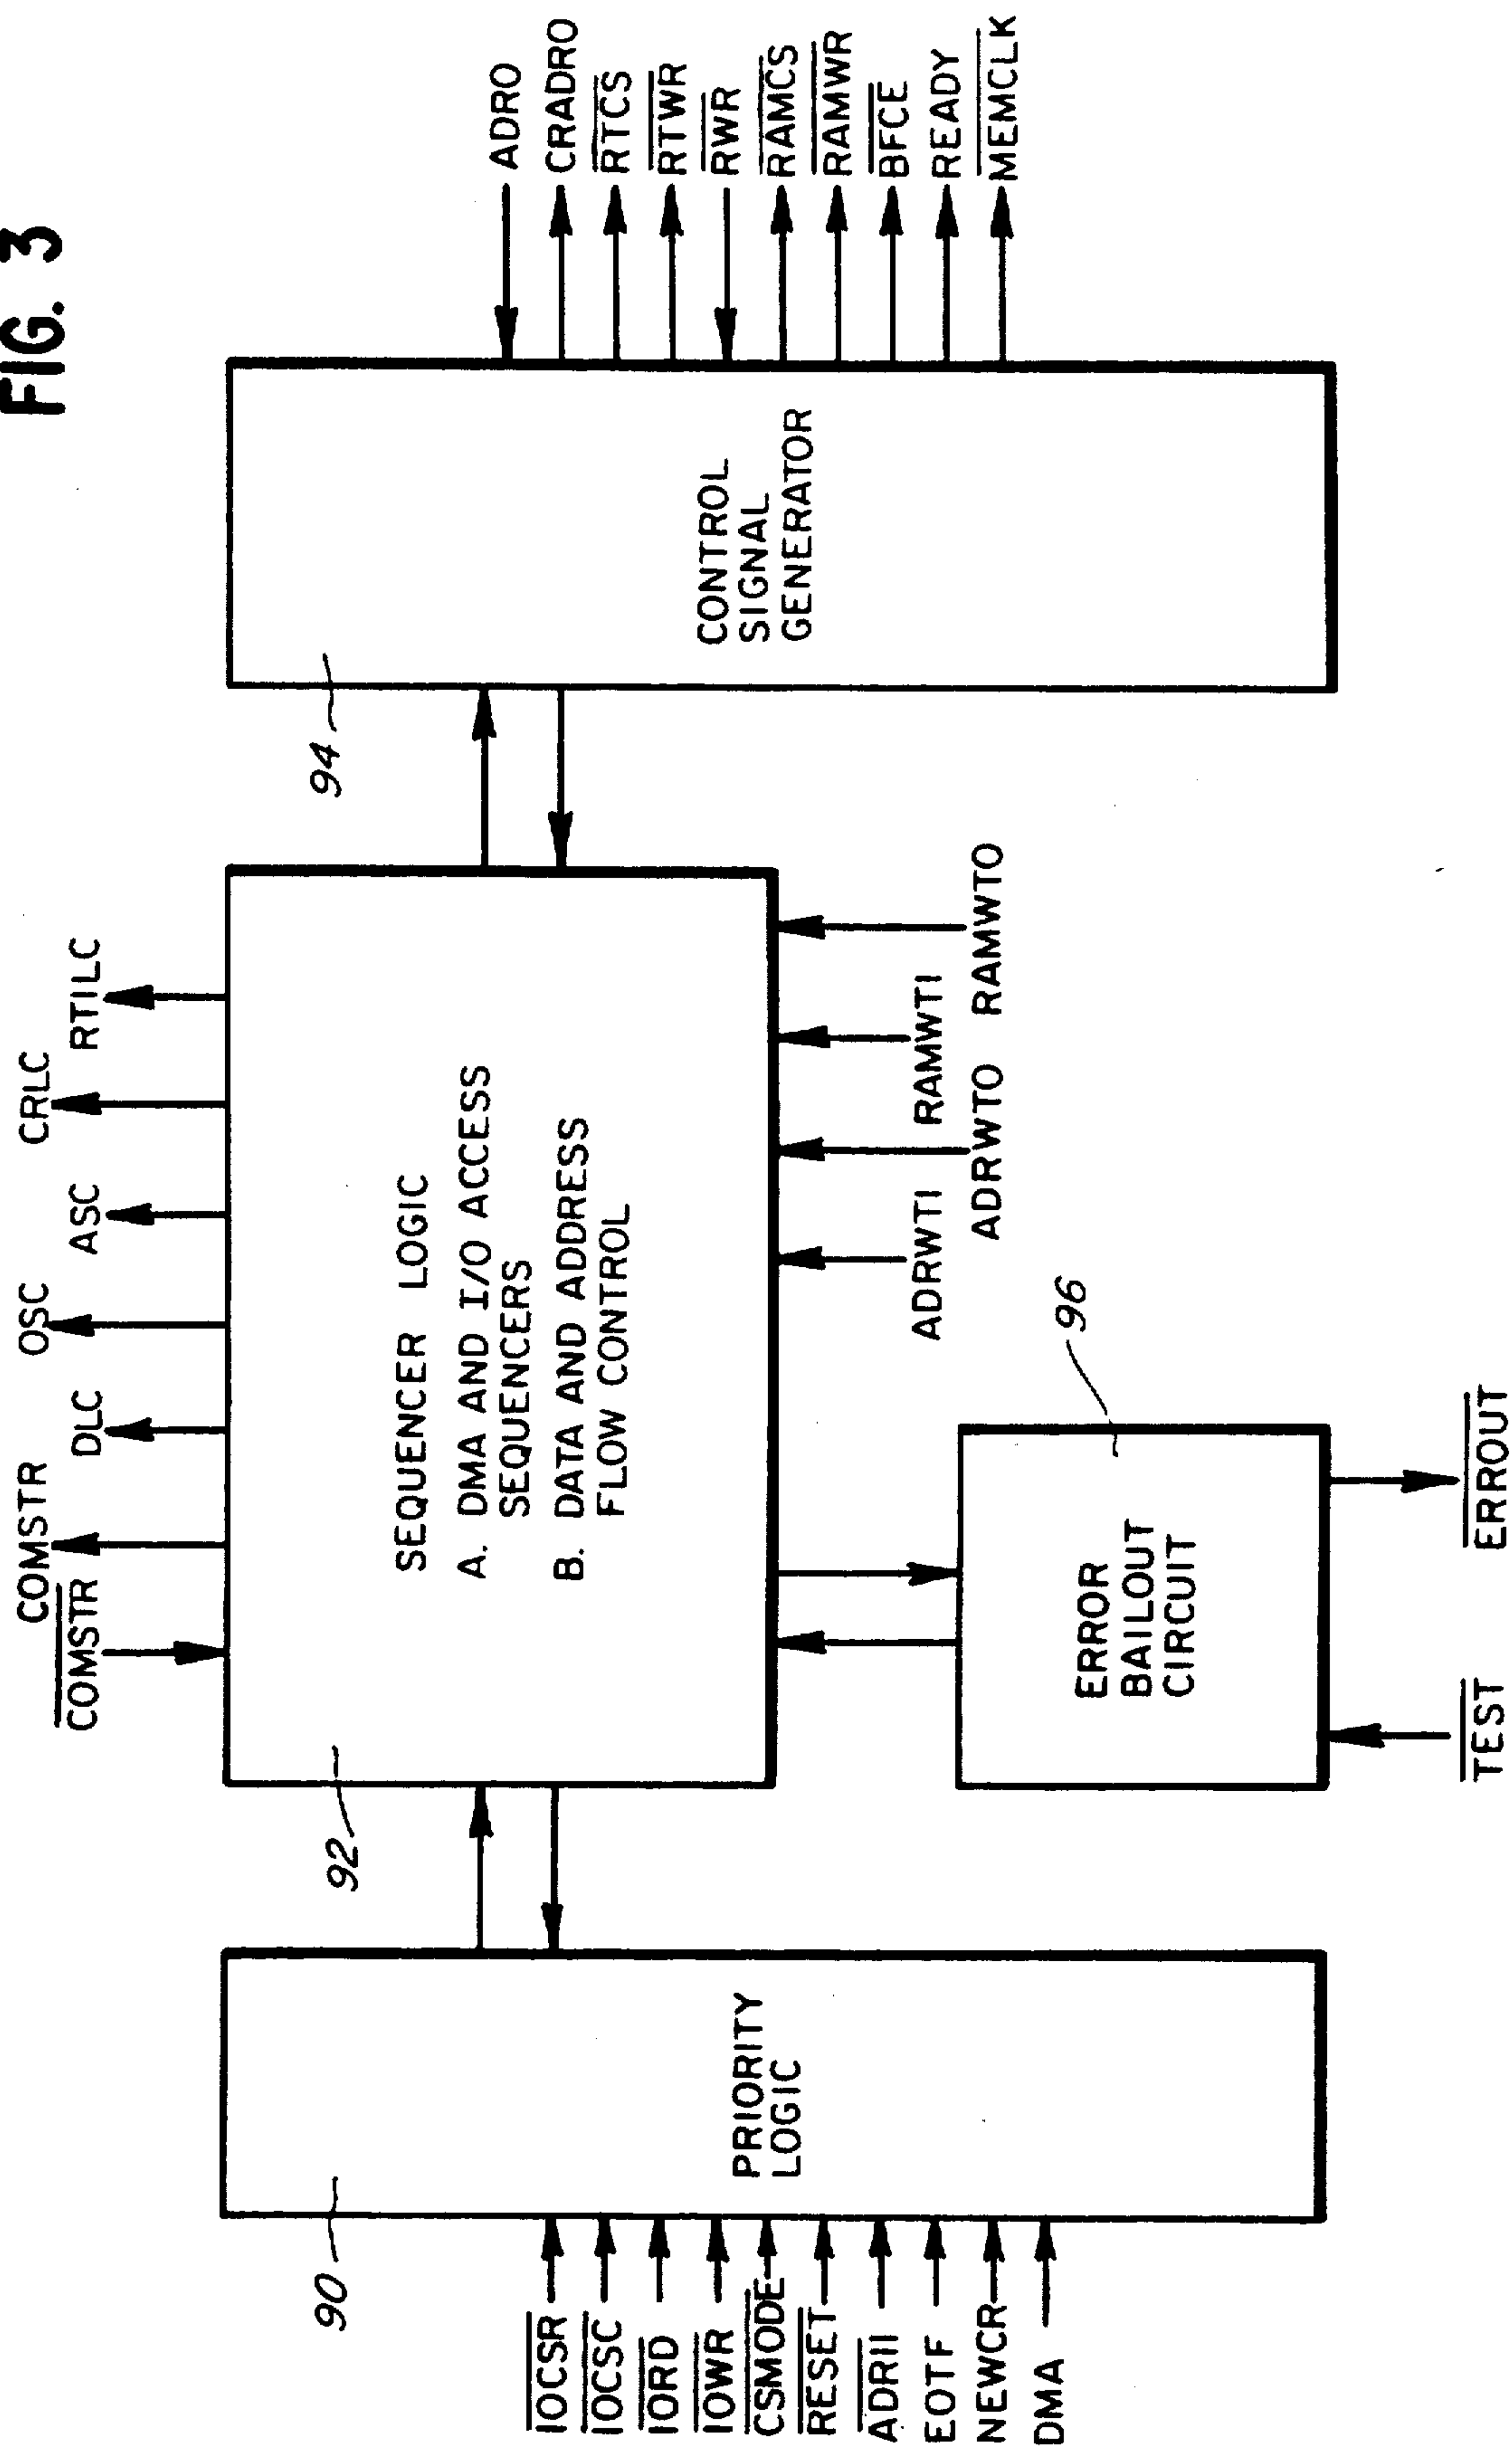 FIG. 3
COMSTR
COMSTR
DLC
OSC
ASC
CRLC
RTILC
90
IOCSR
IOCSC
IORD
IOWR
CSMODE
RESET
ADRII
EOTF
NEWCR
DMA
PRIORITY
LOGIC
92
SEQUENCER LOGIC
A. DMA AND I/O ACCESS
SEQUENCERS
B. DATA AND ADDRESS
FLOW CONTROL
ADRWTI
RAMWTI
ADRWTO
RAMWTO
94
CONTROL
SIGNAL
GENERATOR
ADRO
CRADRO
RTCS
RTWR
RWR
RAMCS
RAMWR
BFCE
READY
MEMCLK
96
ERROR
BAILOUT
CIRCUIT
TEST
ERROUT